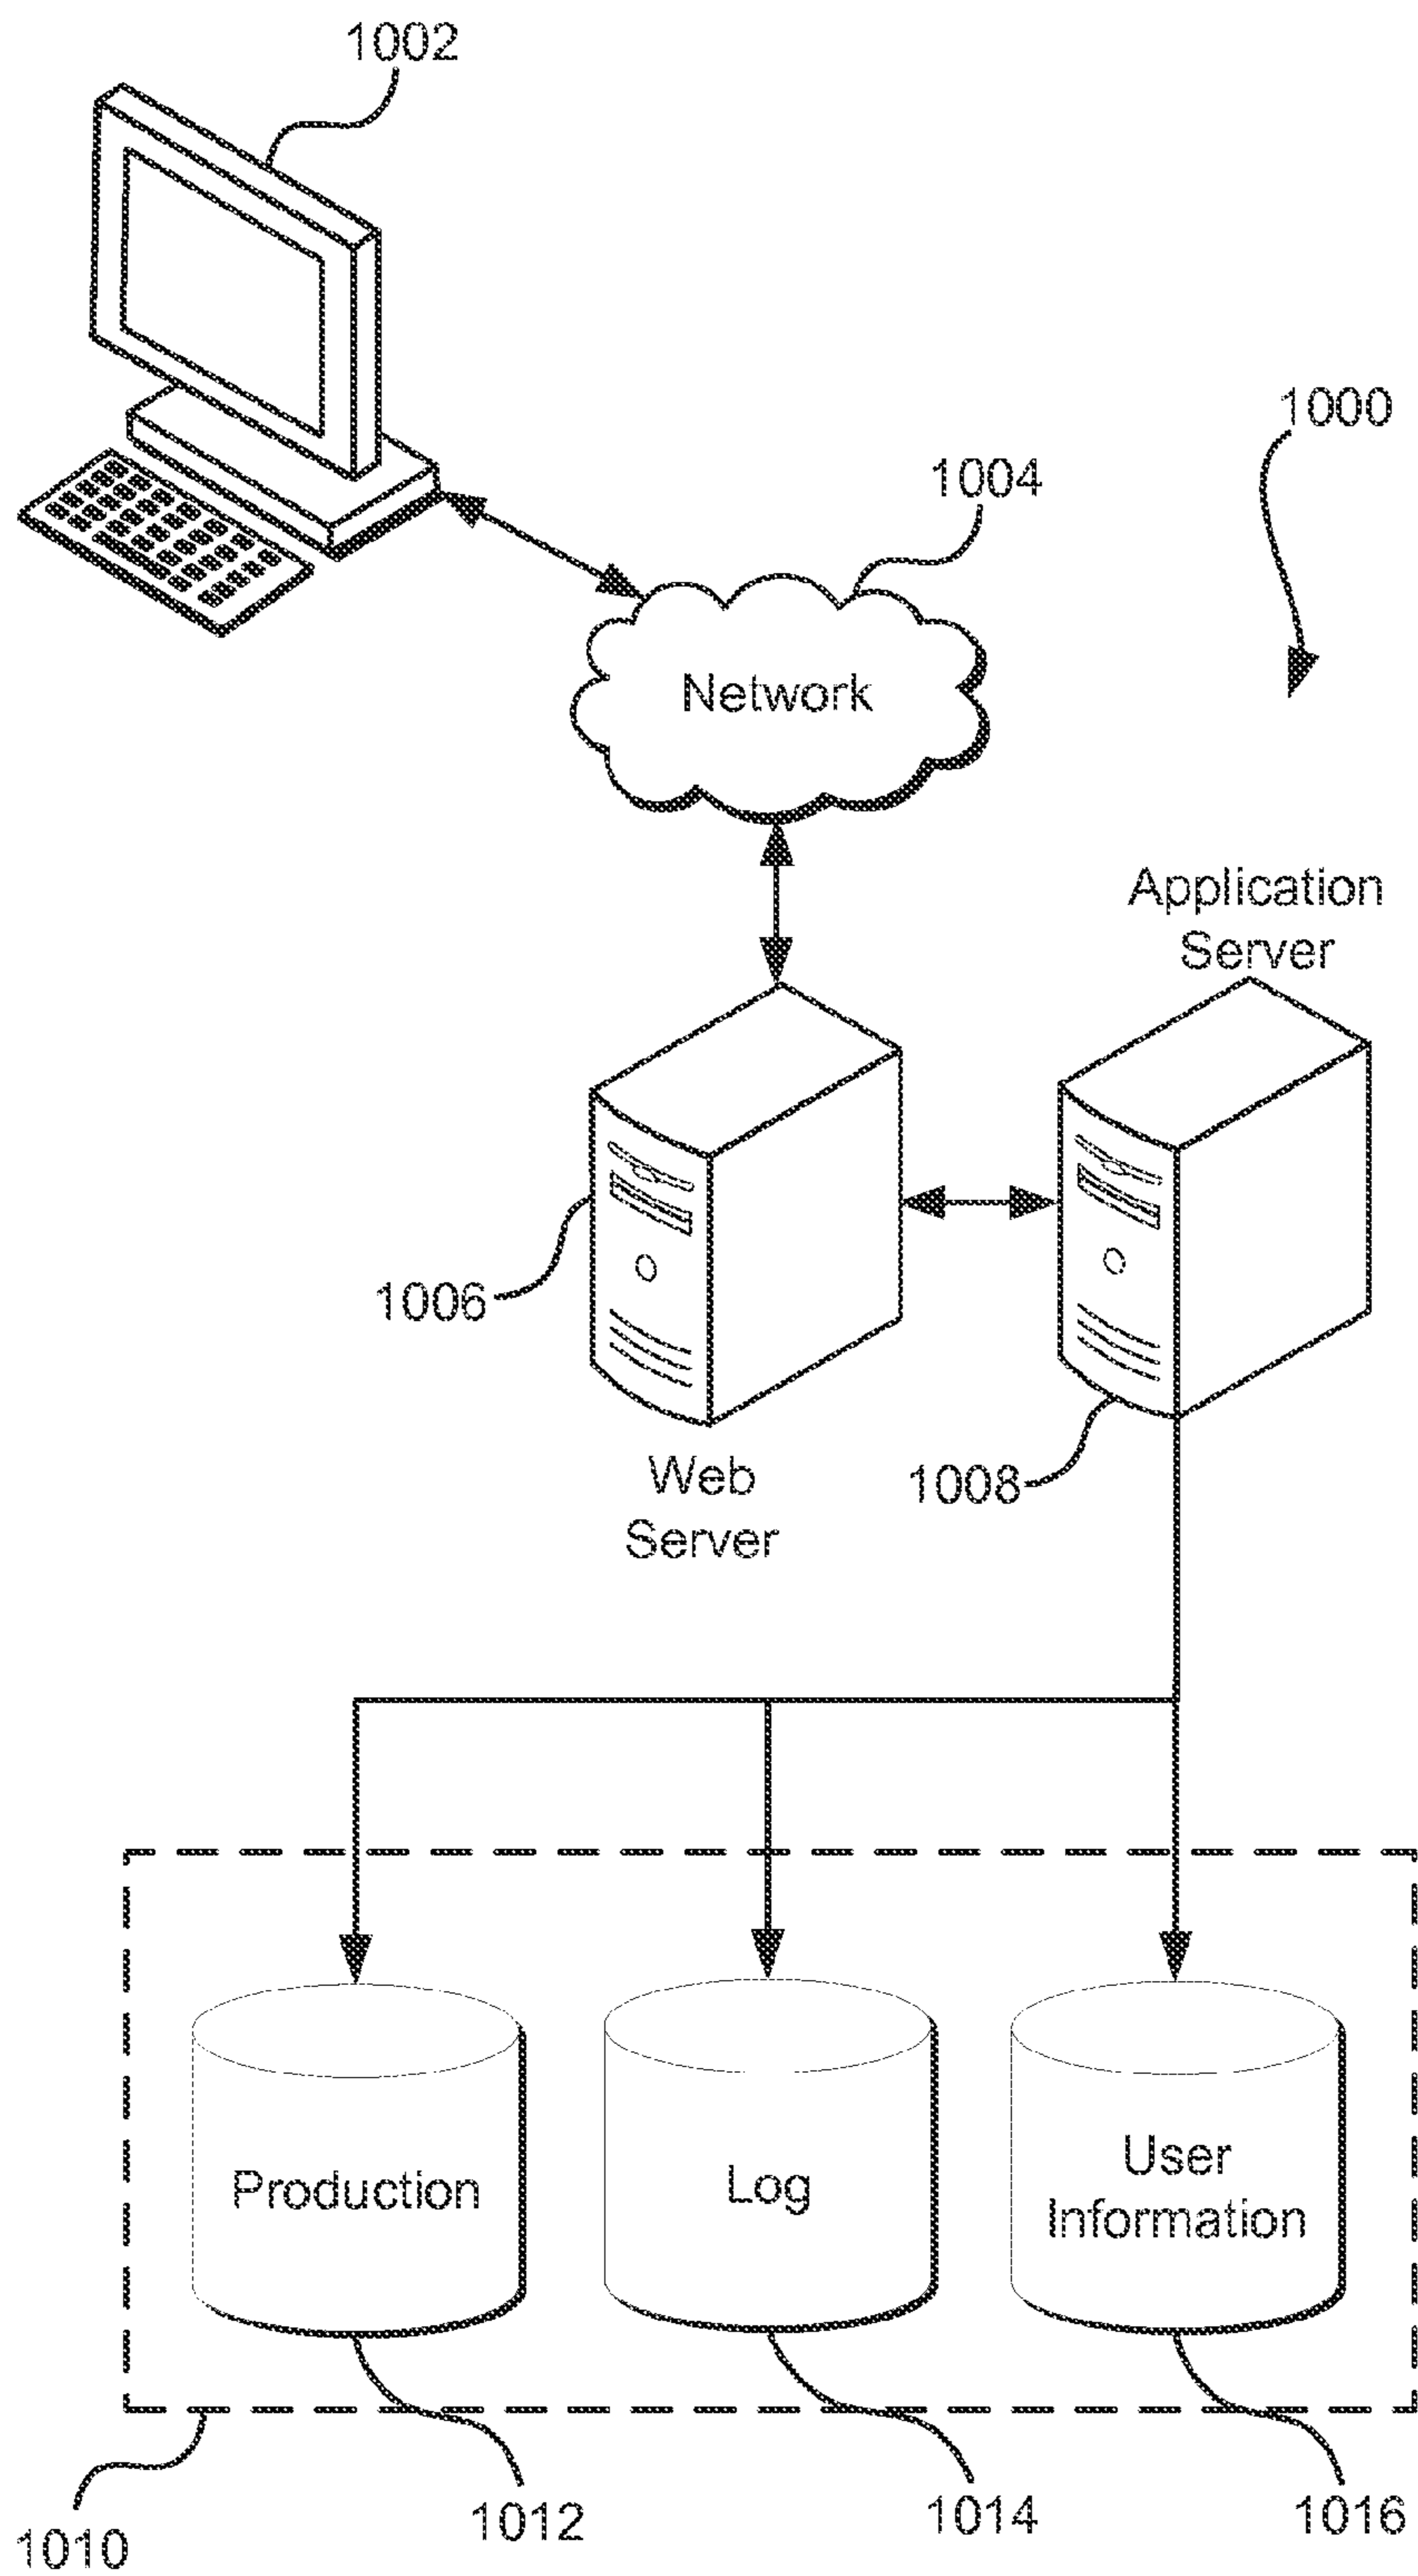 1002
1000
1004
Network
Application
Server
1006
Web
Server
1008
Production
Log
User
Information
1010
1012
1014
1016